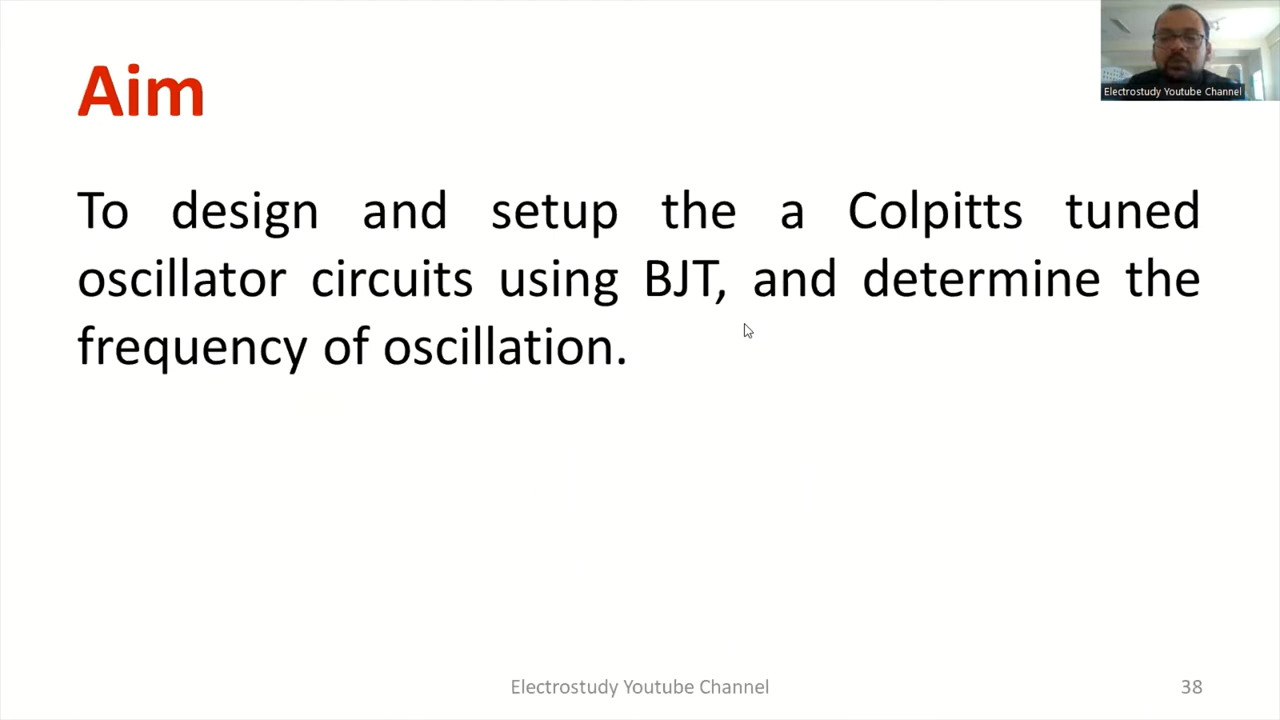 Aim
To design and setup the a Colpitts tuned
oscillator circuits using BJT, and determine the
frequency of oscillation.
Electrostudy Youtube Channel
Electrostudy Youtube Channel
38